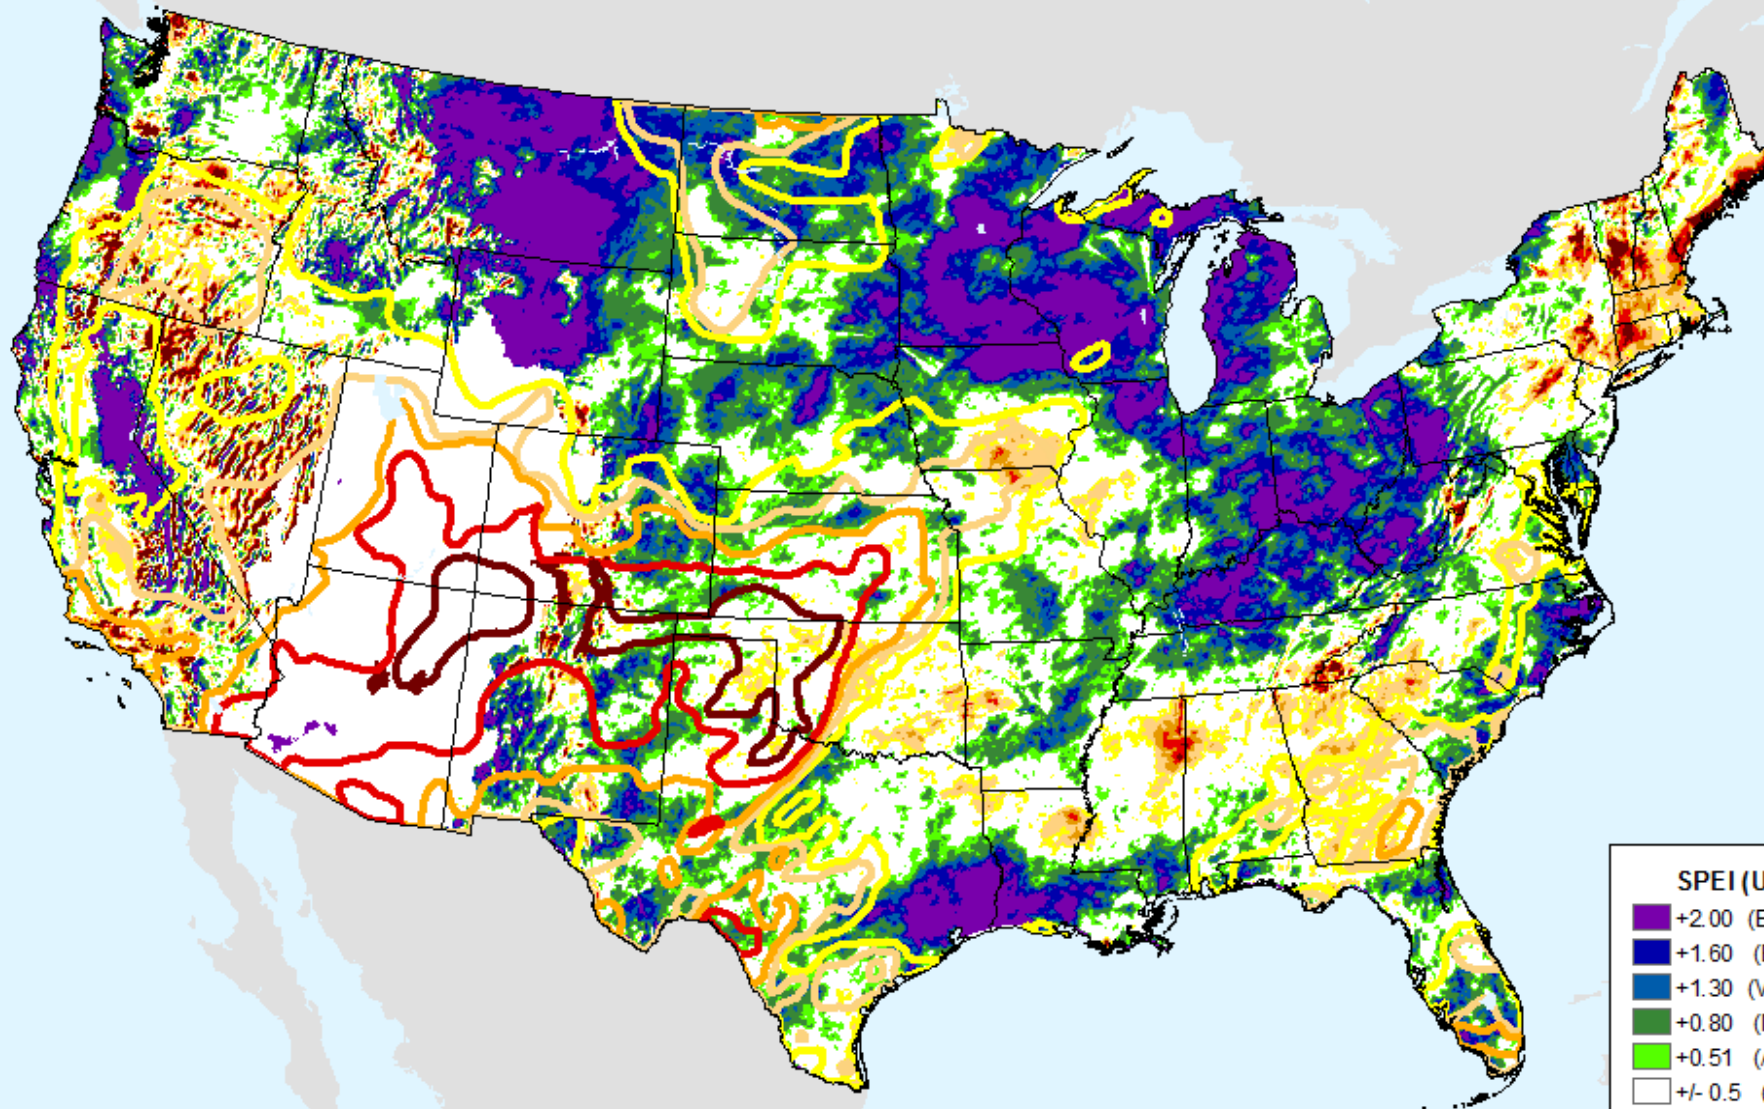 SPEI (U
+2.00 (E
+1.60 (
+1.30 (V
+0.80 (
+0.51 (
+/- 0.5 (